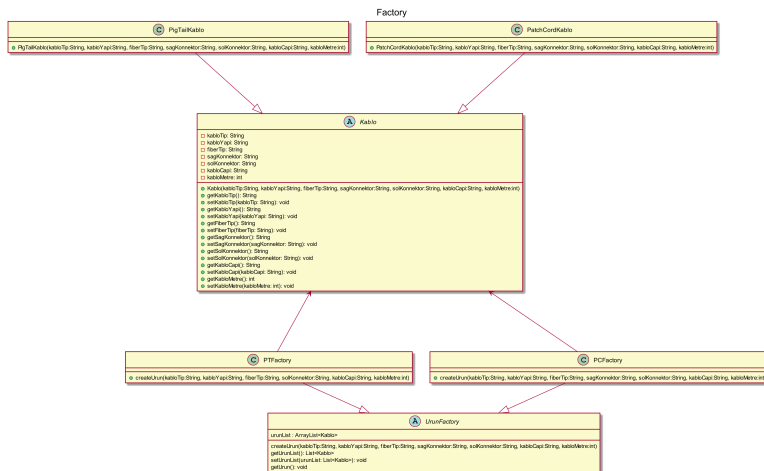 Factory
C PigTailKablo
PigTailKablo(kabloTip:String, kabloYapi:String, fiberTip:String, sagKonnektor:String, solKonnektor:String, kabloCapi:String, kabloMetre:int)
C PatchCordKablo
PatchCordKablo(kabloTip:String, kabloYapi:String, fiberTip:String, sagKonnektor:String, solKonnektor:String, kabloCapi:String, kabloMetre:int)
A Kablo
kabloTip: String
kabloYapi: String
fiberTip: String
sagKonnektor: String
solKonnektor: String
kabloCapi: String
kabloMetre: int
Kablo(kabloTip:String, kabloYapi:String, fiberTip:String, sagKonnektor:String, solKonnektor:String, kabloCapi:String, kabloMetre:int)
getKabloTip(): String
setKabloTip(kabloTip: String): void
getKabloYapi(): String
setKabloYapi(kabloYapi: String): void
getFiberTip(): String
setFiberTip(fiberTip: String): void
getSagKonnektor(): String
setSagKonnektor(sagKonnektor: String): void
getSolKonnektor(): String
setSolKonnektor(solKonnektor: String): void
getKabloCapi(): String
setKabloCapi(kabloCapi: String): void
getKabloMetre(): int
setKabloMetre(kabloMetre: int): void
C PTFactory
createUrun(kabloTip:String, kabloYapi:String, fiberTip:String, solKonnektor:String, kabloCapi:String, kabloMetre:int)
C PCFactory
createUrun(kabloTip:String, kabloYapi:String, fiberTip:String, sagKonnektor:String, solKonnektor:String, kabloCapi:String, kabloMetre:int
A UrunFactory
urunList : ArrayList<Kablo>
createUrun(kabloTip:String, kabloYapi:String, fiberTip:String, sagKonnektor:String, solKonnektor:String, kabloCapi:String, kabloMetre:int)
getUrunList(): List<Kablo>
setUrunList(urunList: List<Kablo>): void
getUrun(): void